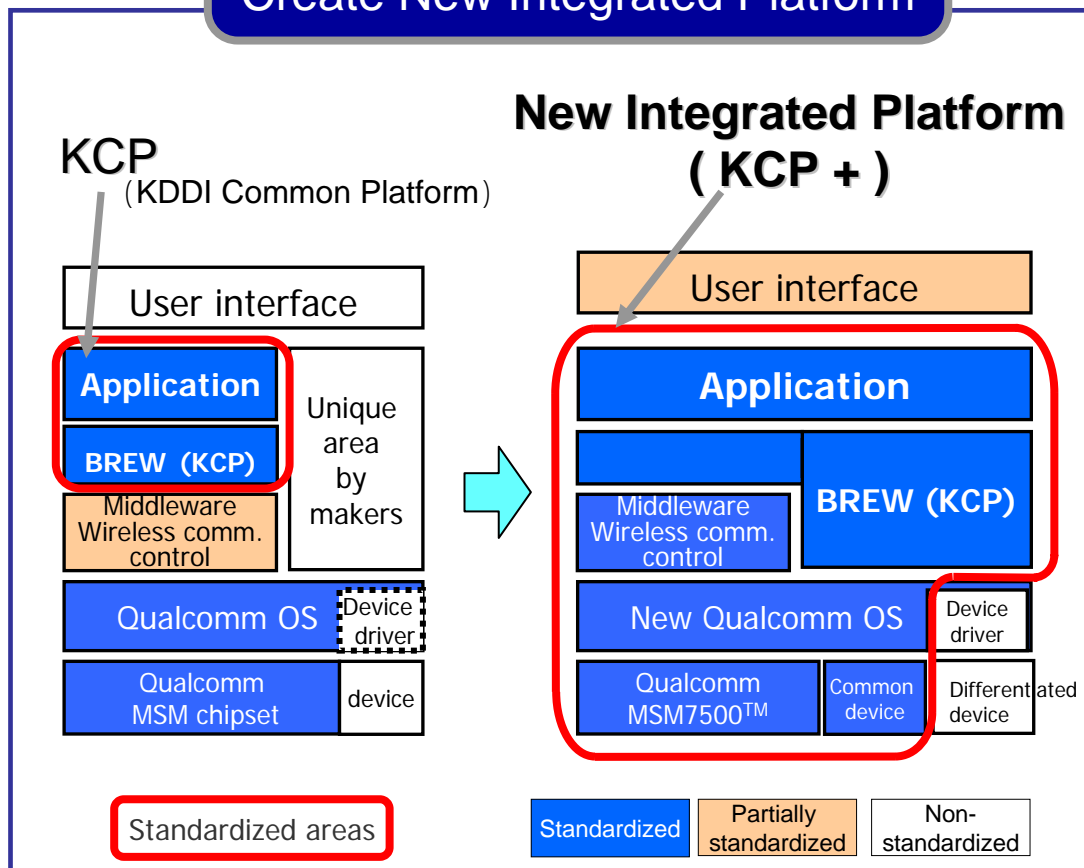 Create New Integrated Platform
New Integrated Platform
( KCP + )
KCP
(KDDI Common Platform)
User interface
Application
BREW (KCP)
Unique
area
by
makers
Middleware
Wireless comm.
control
Qualcomm OS
Device
driver
Qualcomm
MSM chipset
device
User interface
Application
BREW (KCP)
Middleware
Wireless comm.
control
New Qualcomm OS
Device
driver
Qualcomm
MSM7500TM
Common
device
Differentiated
device
Standardized areas
Standardized
Partially
standardized
Non-
standardized